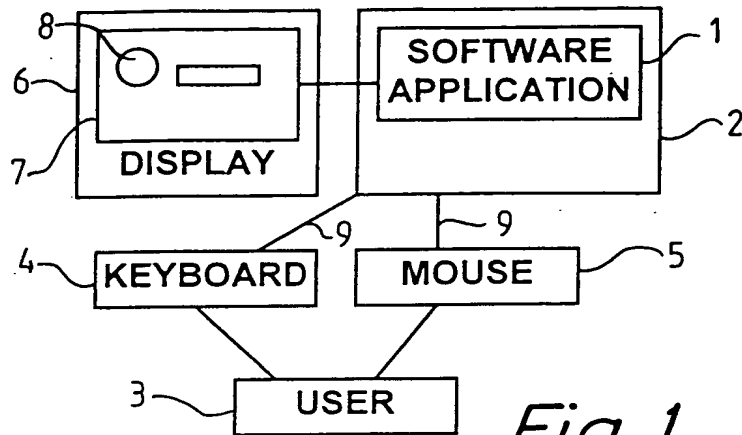 8
6
7
DISPLAY
SOFTWARE
APPLICATION
1
2
9
9
4
KEYBOARD
MOUSE
5
3
USER
Fig. 1